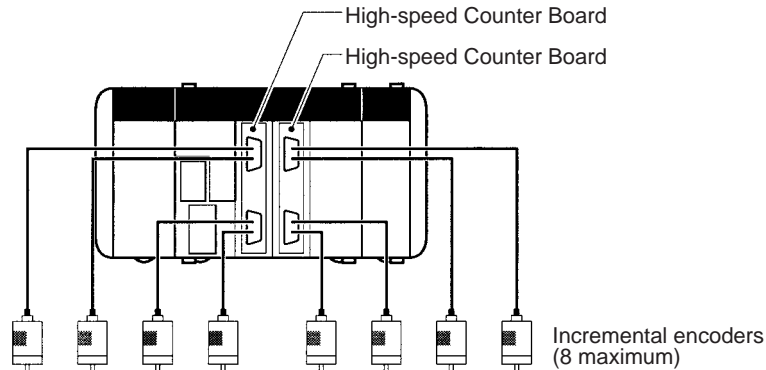 High-speed Counter Board
High-speed Counter Board
Incremental encoders
(8 maximum)